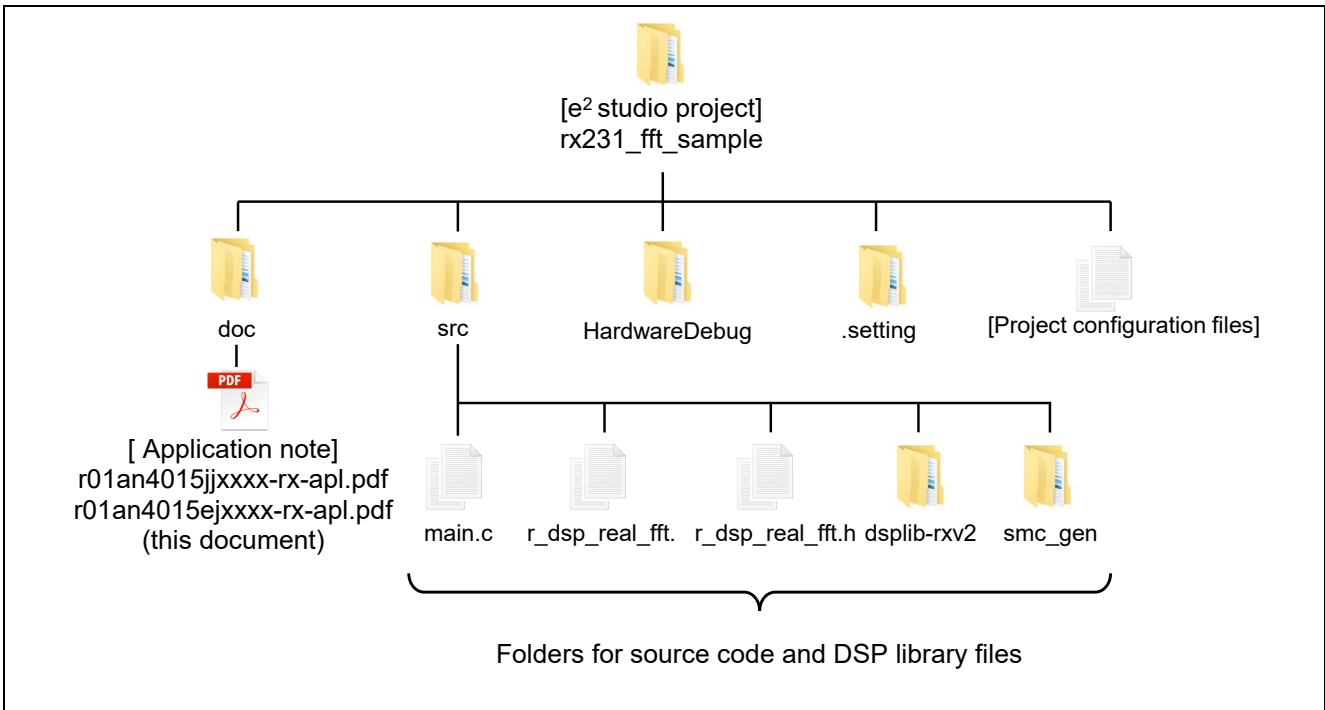 [e² studio project]
rx231_fft_sample
doc
src
HardwareDebug
.setting
[Project configuration files]
PDF
[ Application note]
r01an4015jjxxxx-rx-apl.pdf
r01an4015ejxxxx-rx-apl.pdf
(this document)
main.c
r_dsp_real_fft.
r_dsp_real_fft.h
dsplib-rxv2
smc_gen
Folders for source code and DSP library files